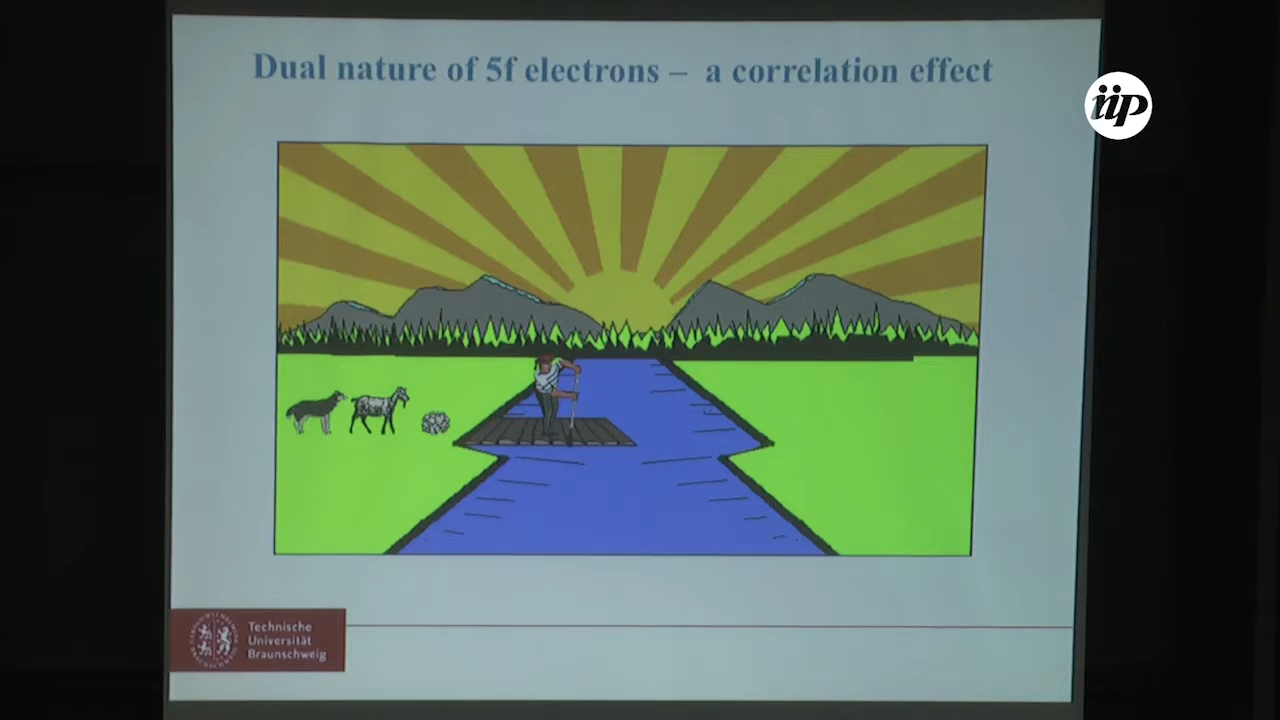 Dual nature of 5f electrons – a correlation effect
iip
Technische
Universität
Braunschweig